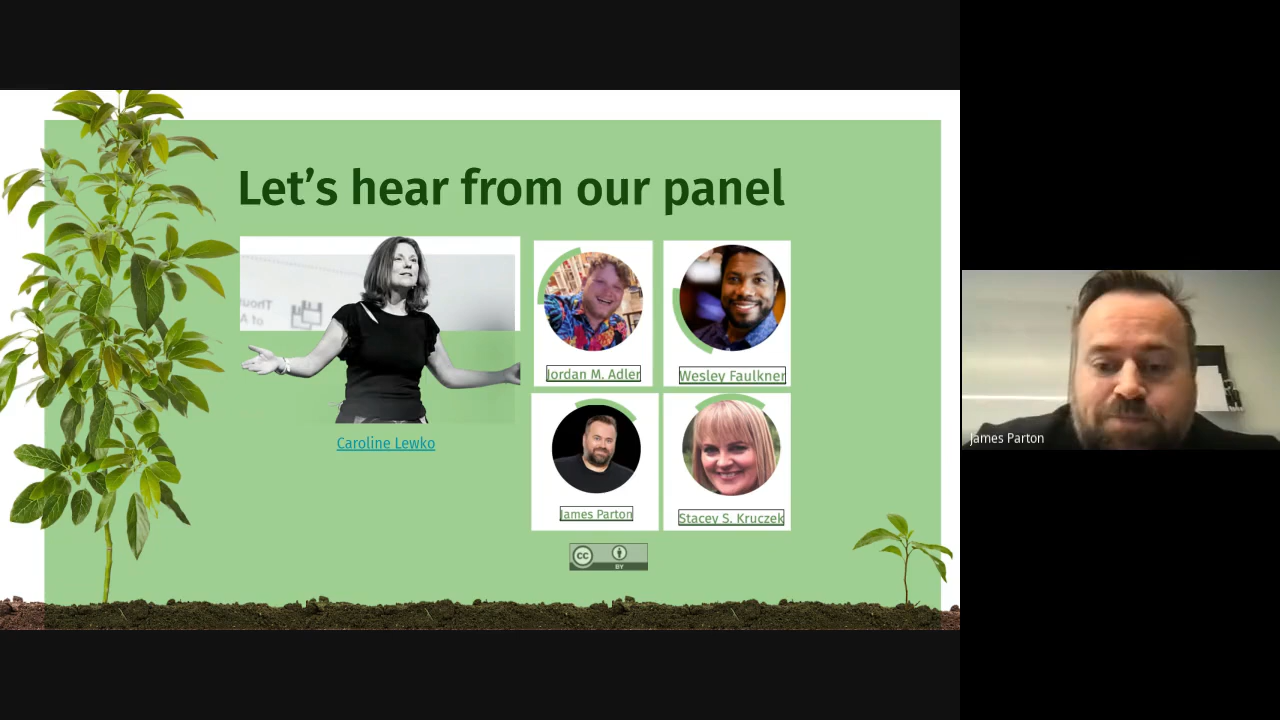 Let's hear from our panel
Jordan M. Adler
Wesley Faulkner
Caroline Lewko
James Parton
Stacey S. Kruczek
CC
BY
James Parton